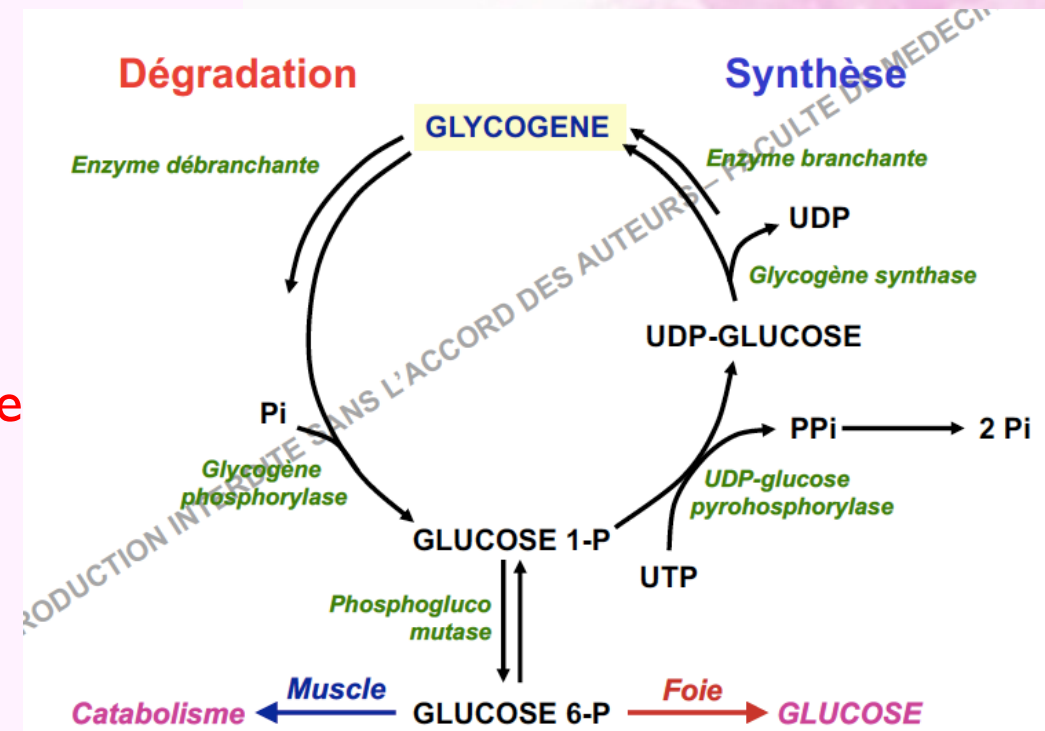 Dégradation
Synthèse
GLYCOGENE
Enzyme débranchante
Enzyme branchante
UDP
Glycogène synthase
UDP-GLUCOSE
e
Pi
PPi
2 Pi
Glycogène
phosphorylase
UDP-glucose
pyrohosphorylase
GLUCOSE 1-P
UTP
Phosphogluco
mutase
Catabolisme
Muscle
GLUCOSE 6-P
Foie
GLUCOSE
RODUCTION INTERDITE SANS L'ACCORD DES AUTEURS – FACULTE DE MEDECIN